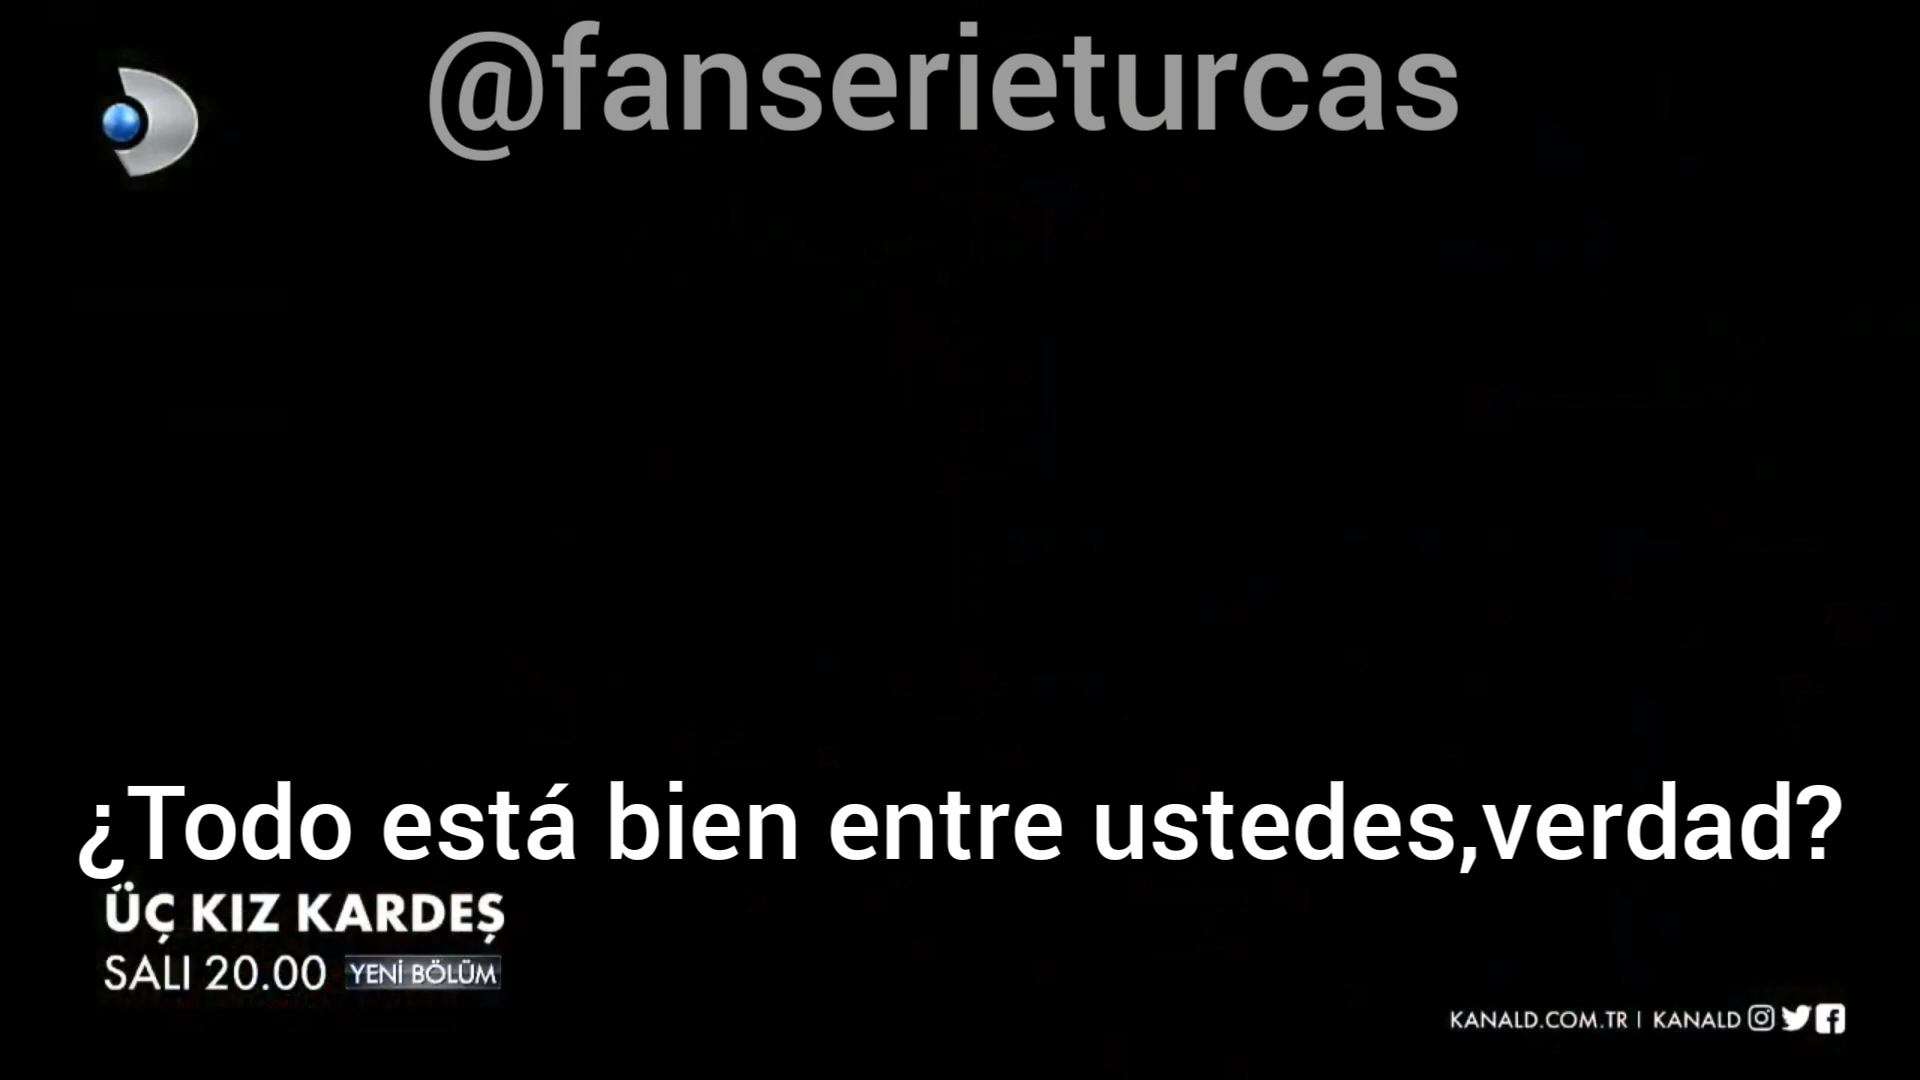 @fanserieturcas
¿Todo está bien entre ustedes,verdad?
ÜÇ KIZ KARDEŞ
SALI 20.00 YENİ BÖLÜM
KANALD.COM.TR | KANALD